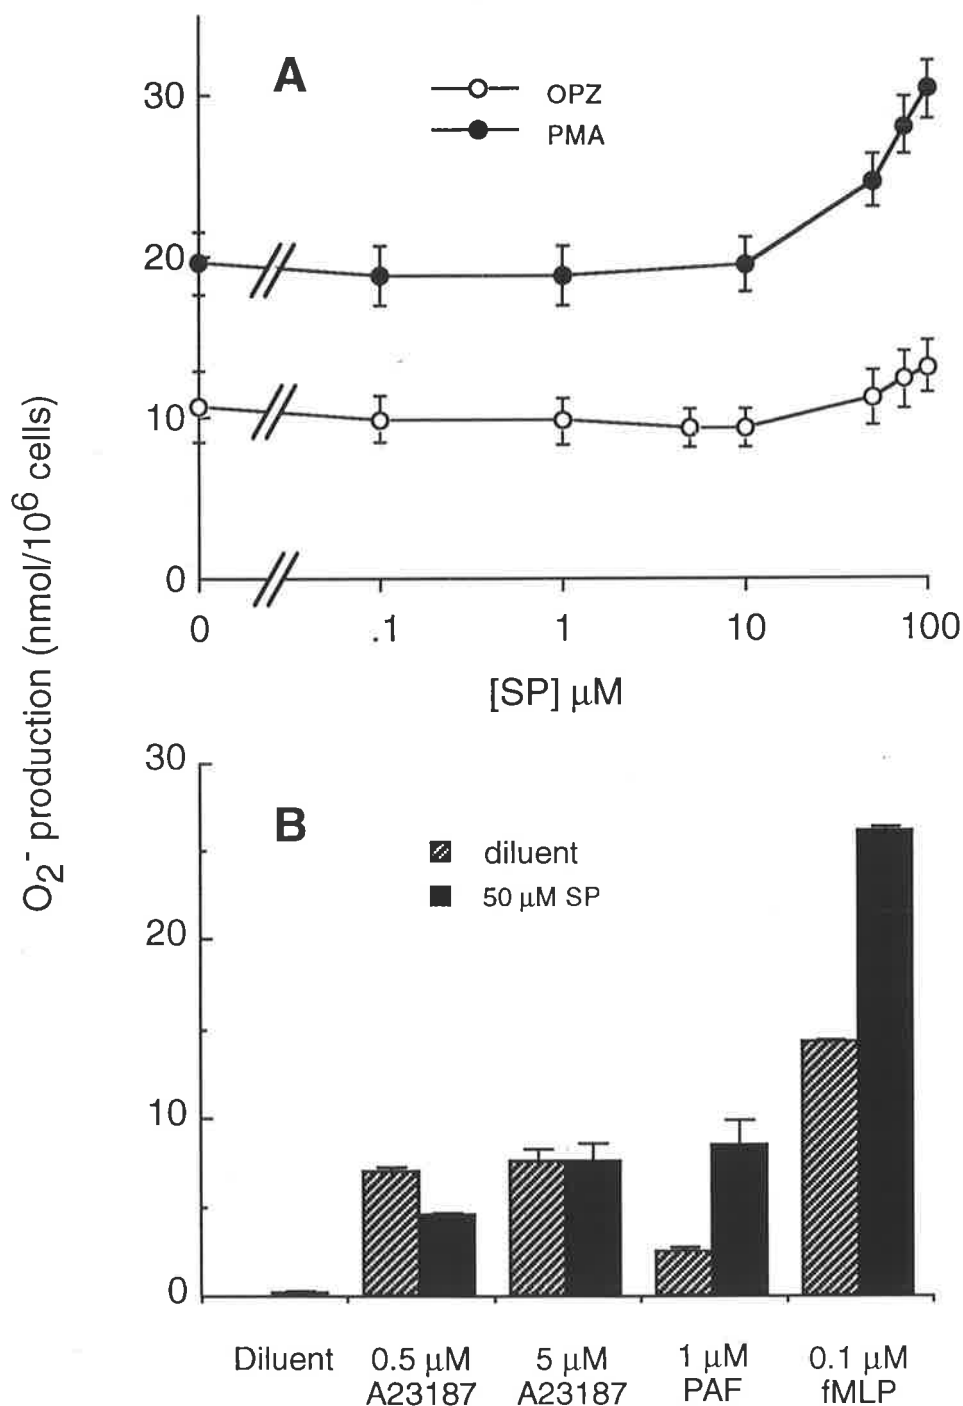 A
OPZ
PMA
30
20
10
0
0 .1 1 10 100
[SP] μM
O₂⁻ production (nmol/10⁶ cells)
30
B
diluent
50 μM SP
20
10
0
Diluent 0.5 μM 5 μM 1 μM 0.1 μM
A23187 A23187 PAF fMLP